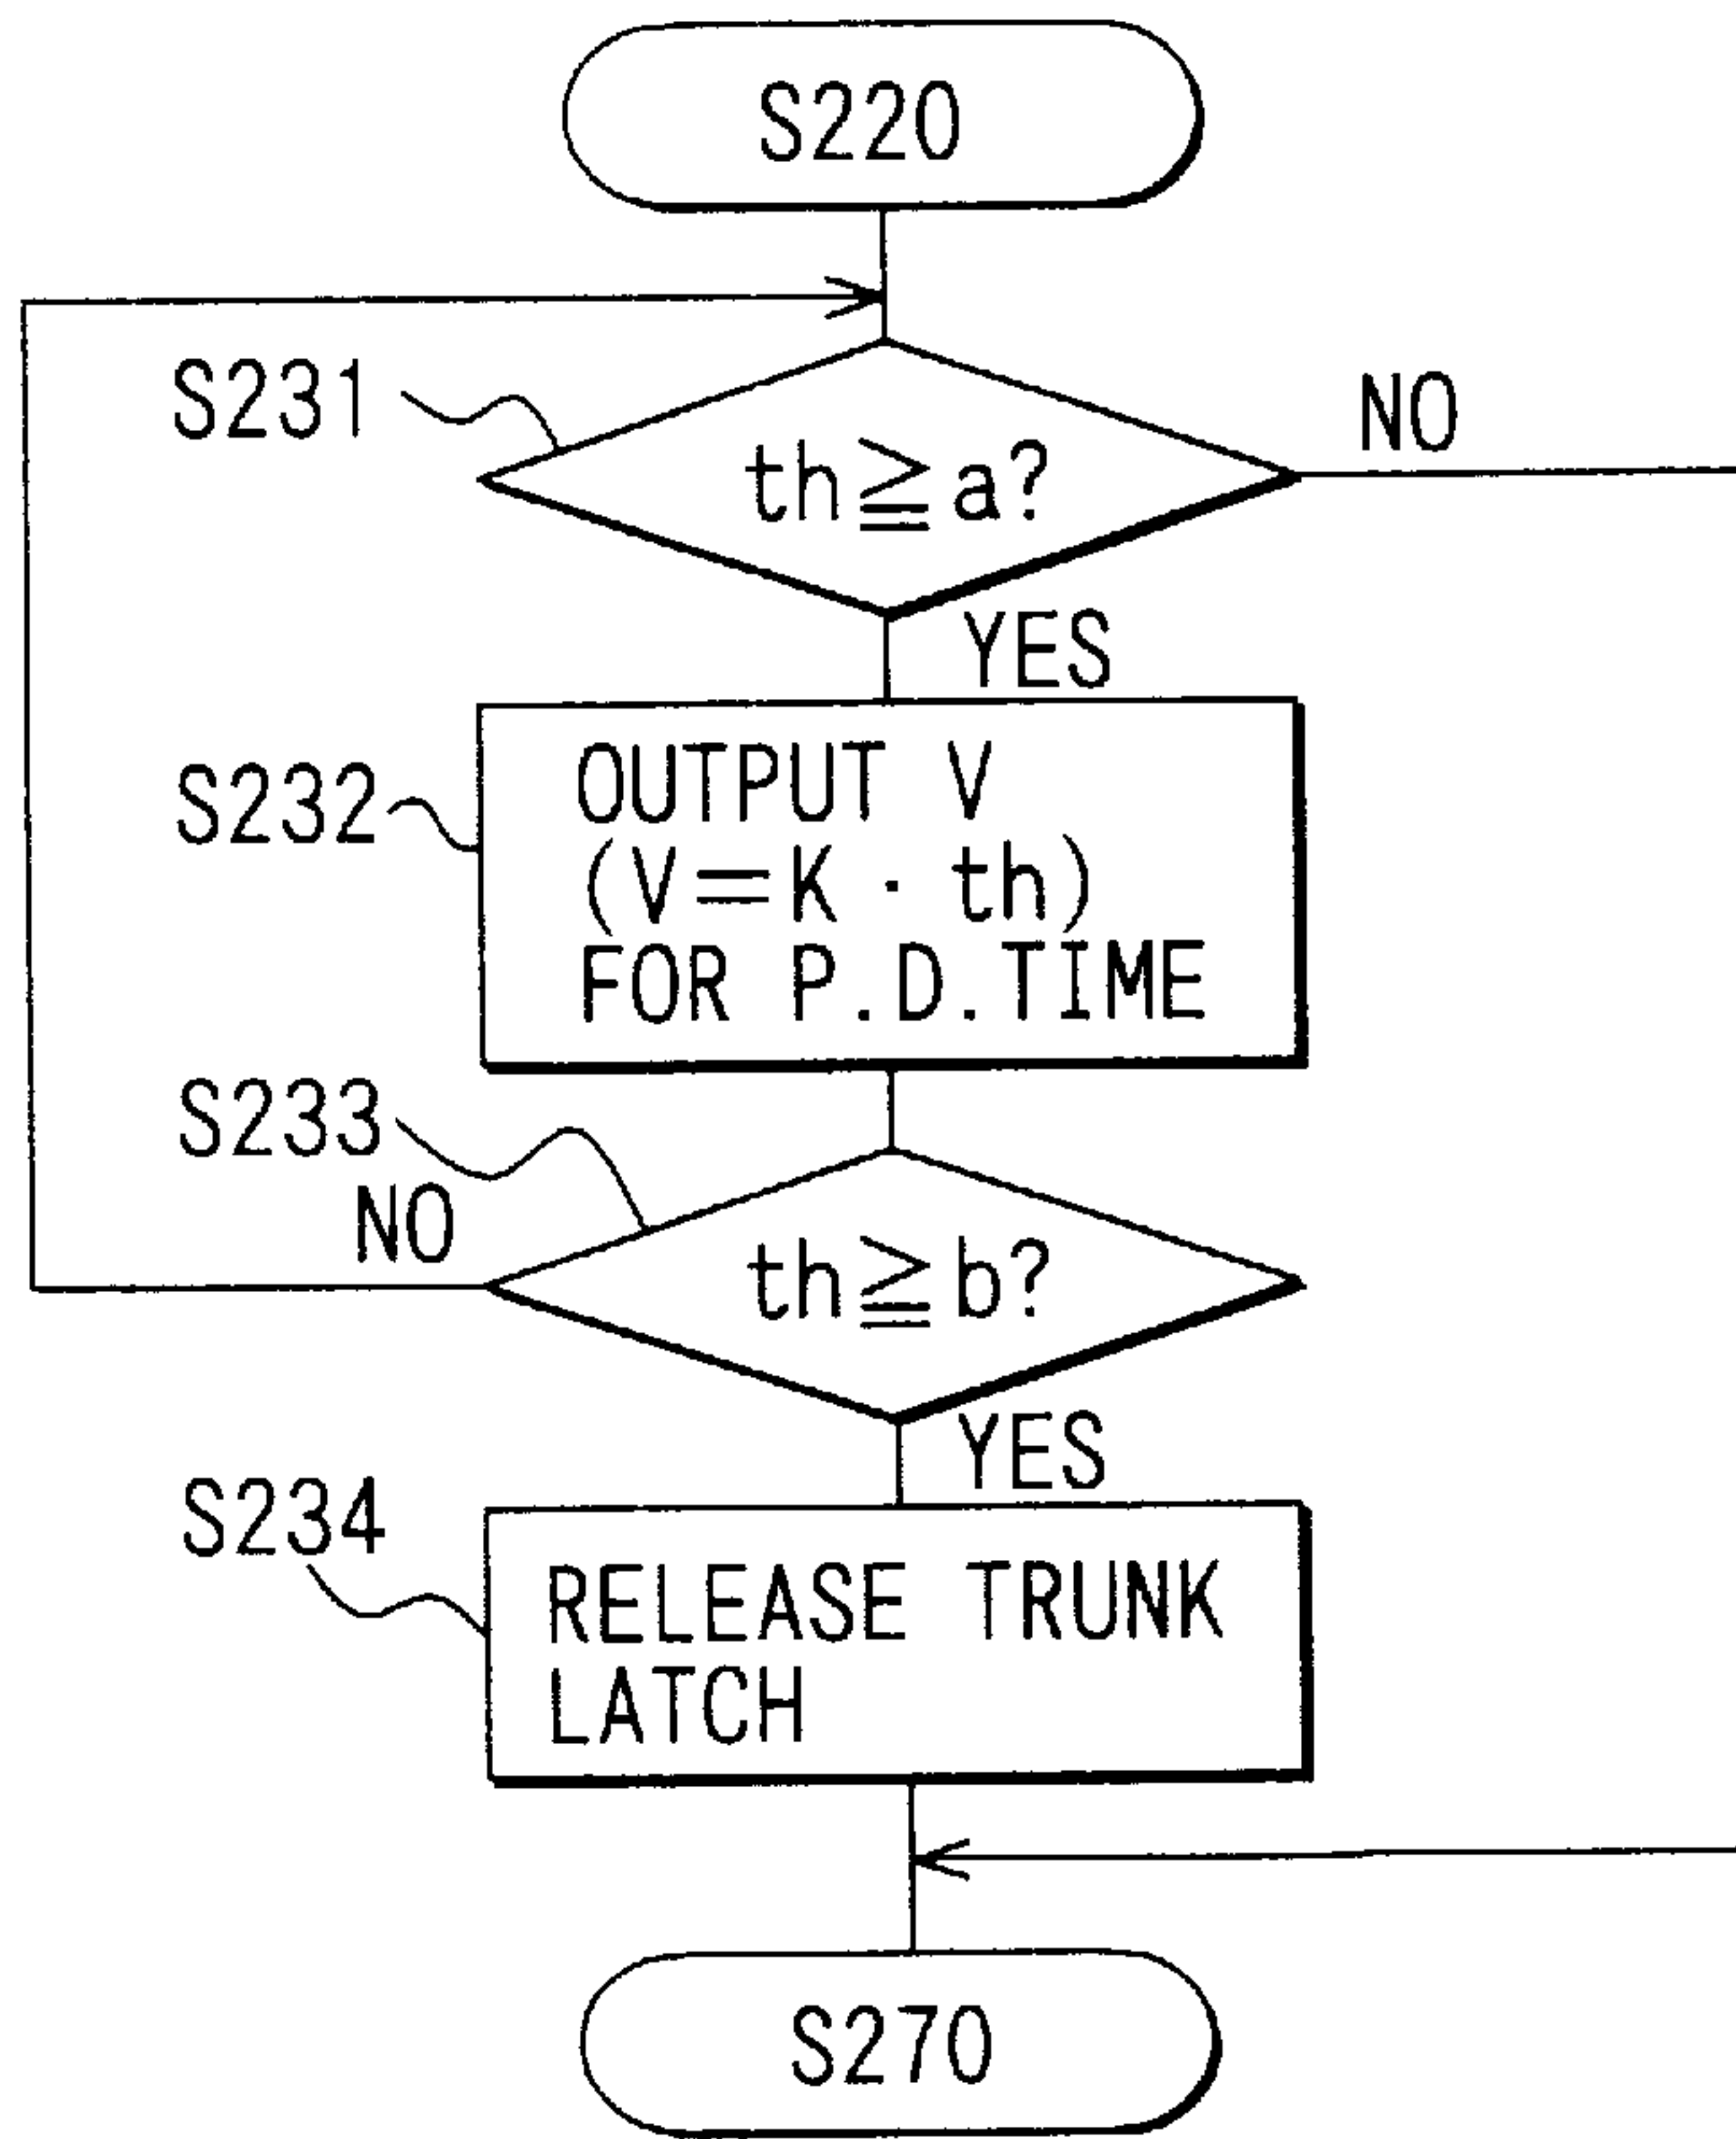 S220
S231
NO
th≧a?
YES
S232
OUTPUT V
(V=K・th)
FOR P.D.TIME
S233
NO
th≧b?
YES
S234
RELEASE TRUNK
LATCH
S270